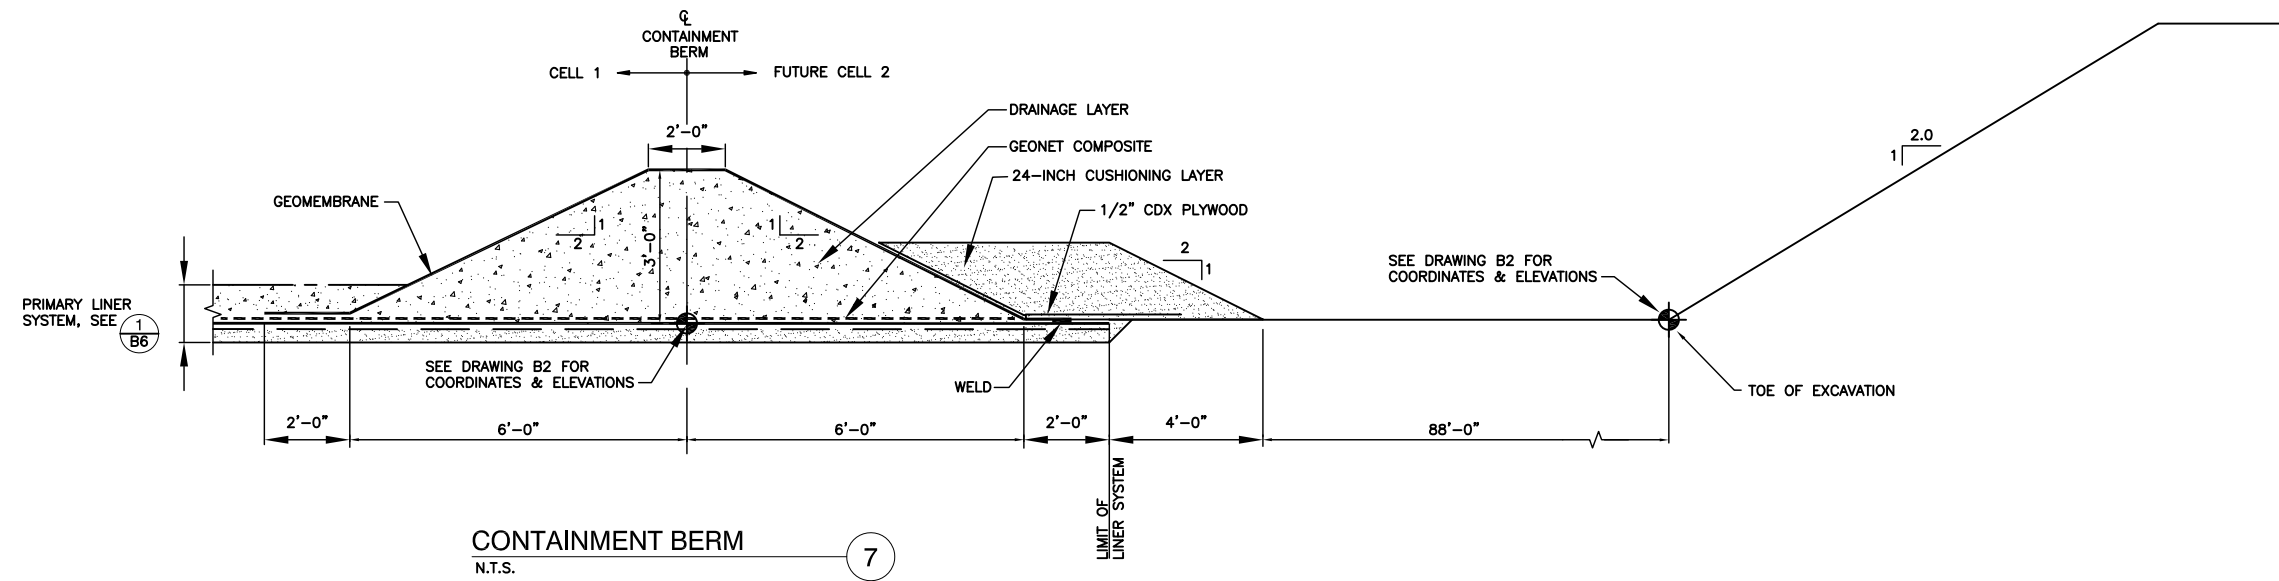 ℄
CONTAINMENT
BERM
CELL 1
FUTURE CELL 2
2'-0"
DRAINAGE LAYER
GEONET COMPOSITE
24-INCH CUSHIONING LAYER
1/2" CDX PLYWOOD
GEOMEMBRANE
1
2
1
2
3'-0"
2
1
1
2.0
SEE DRAWING B2 FOR
COORDINATES & ELEVATIONS
PRIMARY LINER
SYSTEM, SEE
1
B6
SEE DRAWING B2 FOR
COORDINATES & ELEVATIONS
WELD
TOE OF EXCAVATION
2'-0"
6'-0"
6'-0"
2'-0"
4'-0"
88'-0"
LIMIT OF
LINER SYSTEM
CONTAINMENT BERM
7
N.T.S.